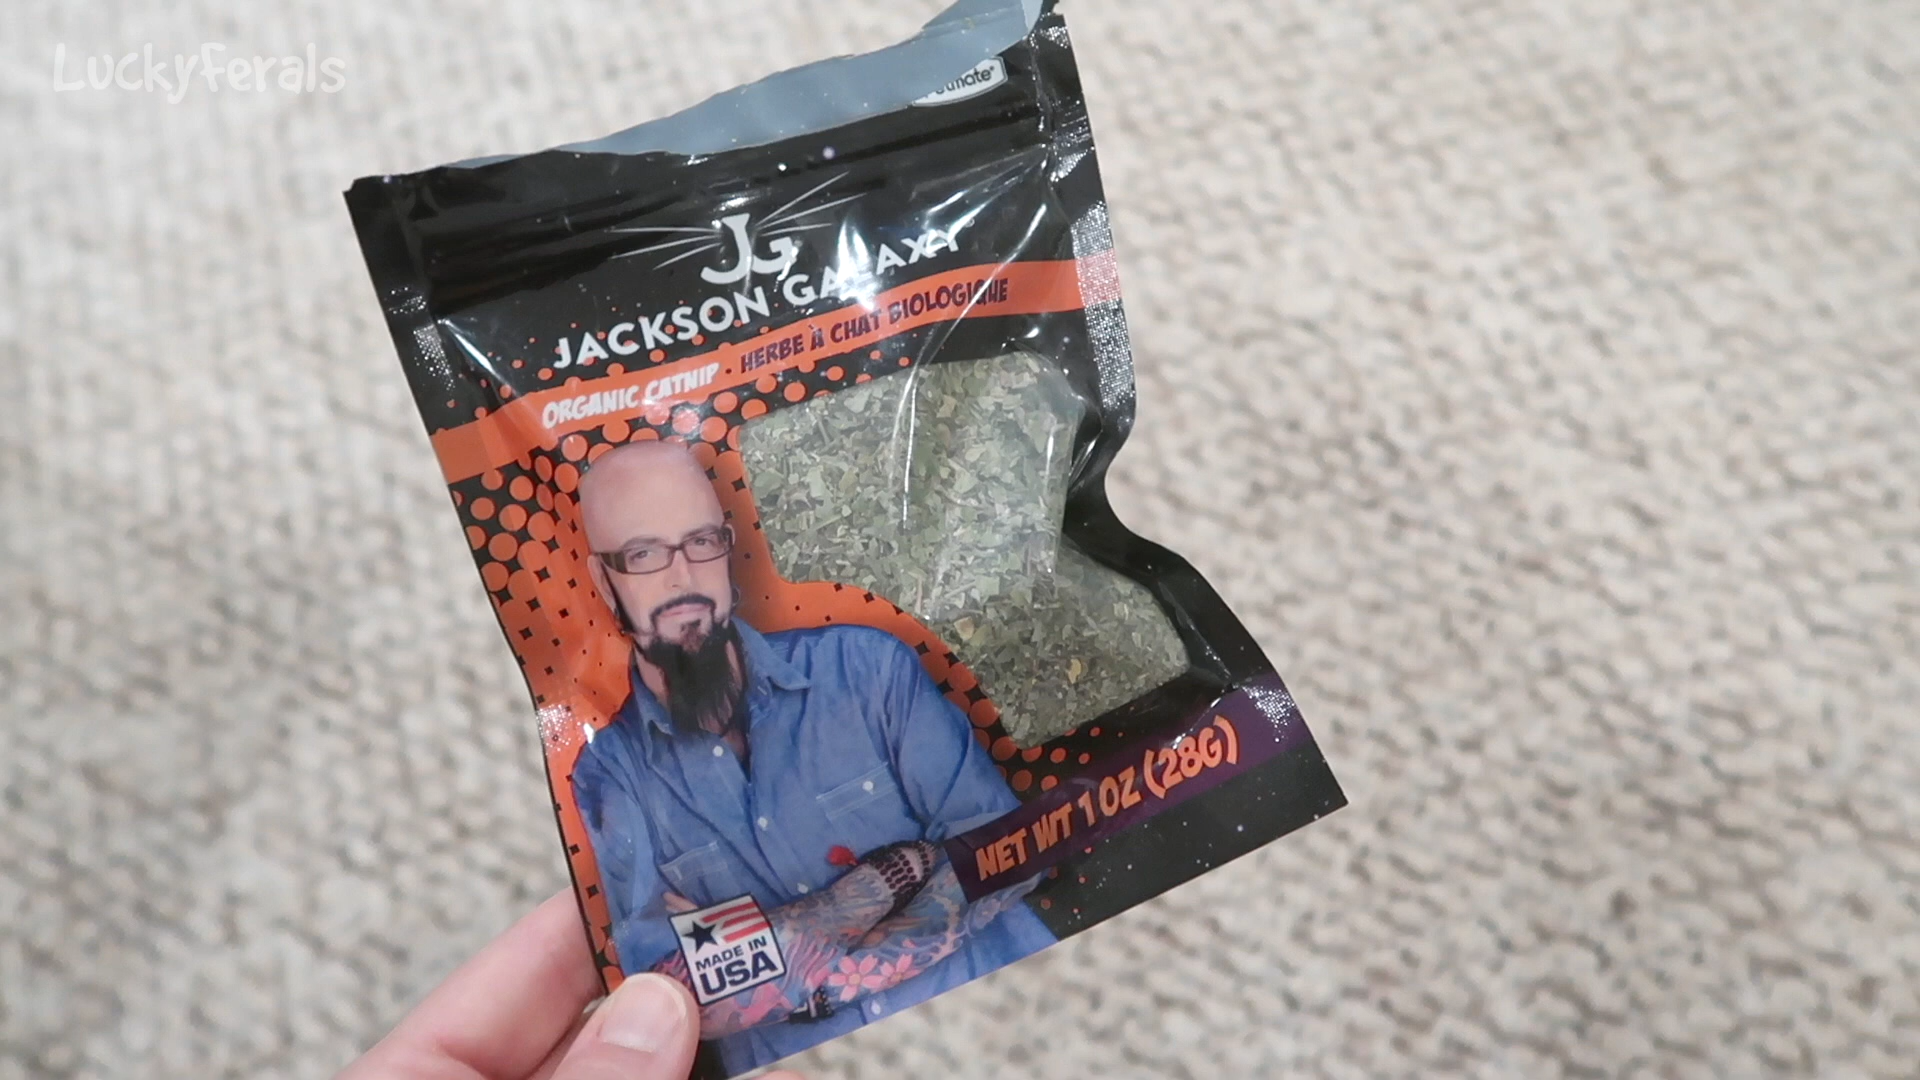 LuckyFerals
JG
JACKSON GALAXY®
ORGANIC CATNIP · HERBE À CHAT BIOLOGIQUE
NET WT 1 OZ (28G)
MADE IN
USA